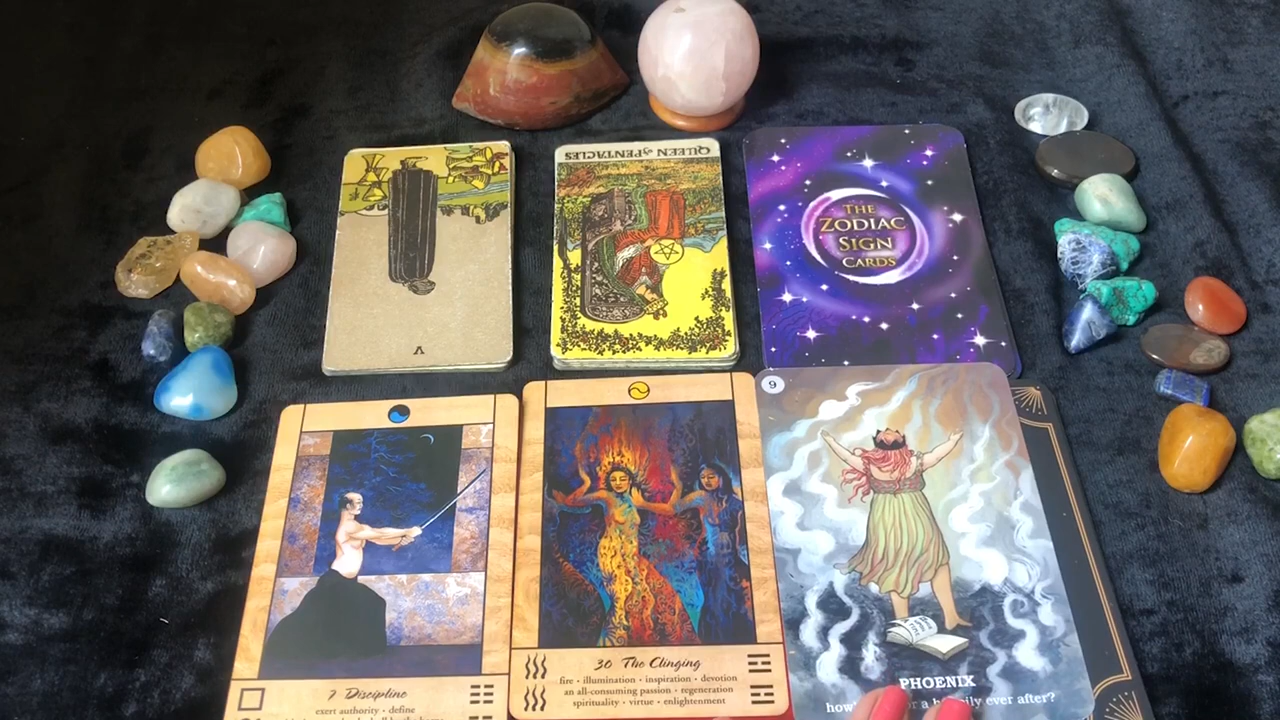 V
QUEEN of PENTACLES
THE
ZODIAC
SIGN
CARDS
7 Discipline
exert authority • define
30 The Clinging
fire • illumination • inspiration • devotion
an all-consuming passion • regeneration
spirituality • virtue • enlightenment
9
PHOENIX
ever after?